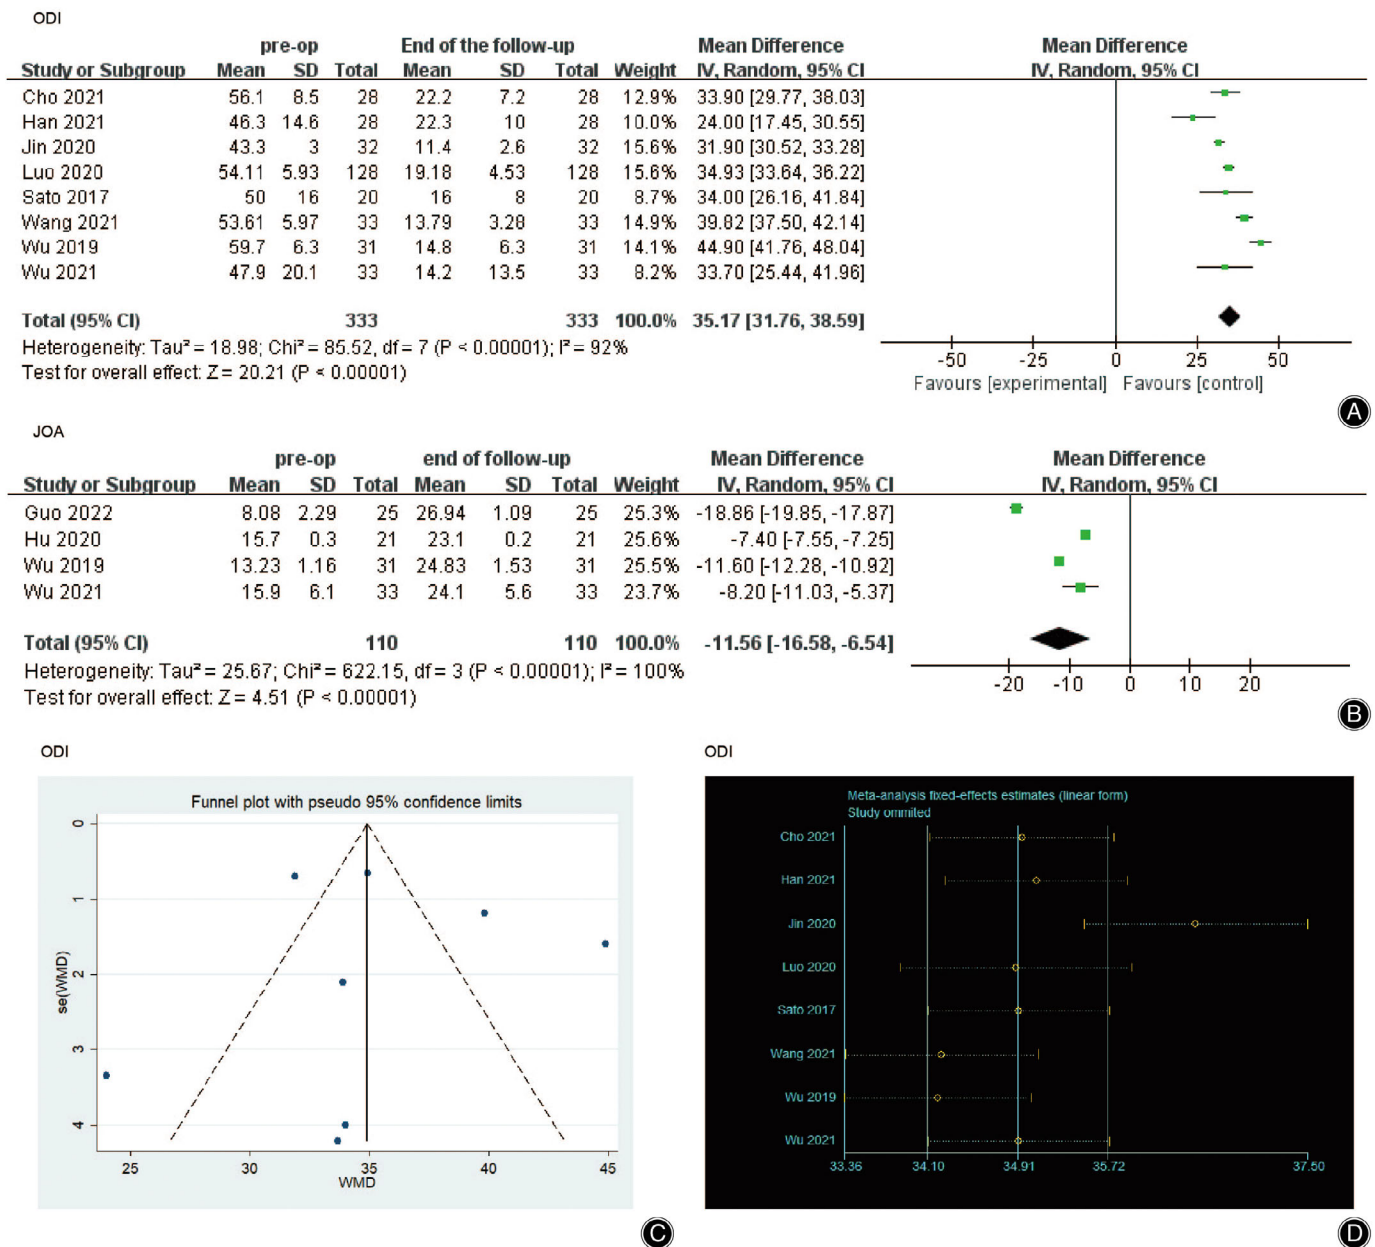 ODI
pre-op End of the follow-up Mean Difference Mean Difference
Study or Subgroup Mean SD Total Mean SD Total Weight IV, Random, 95% CI IV, Random, 95% CI
Cho 2021 56.1 8.5 28 22.2 7.2 28 12.9% 33.90 [29.77, 38.03]
Han 2021 46.3 14.6 28 22.3 10 28 10.0% 24.00 [17.45, 30.55]
Jin 2020 43.3 3 32 11.4 2.6 32 15.6% 31.90 [30.52, 33.28]
Luo 2020 54.11 5.93 128 19.18 4.53 128 15.6% 34.93 [33.64, 36.22]
Sato 2017 50 16 20 16 8 20 8.7% 34.00 [26.16, 41.84]
Wang 2021 53.61 5.97 33 13.79 3.28 33 14.9% 39.82 [37.50, 42.14]
Wu 2019 59.7 6.3 31 14.8 6.3 31 14.1% 44.90 [41.76, 48.04]
Wu 2021 47.9 20.1 33 14.2 13.5 33 8.2% 33.70 [25.44, 41.96]
Total (95% CI) 333 333 100.0% 35.17 [31.76, 38.59]
Heterogeneity: Tau² = 18.98; Chi² = 85.52, df = 7 (P < 0.00001); I² = 92%
Test for overall effect: Z = 20.21 (P < 0.00001)
-50 -25 0 25 50
Favours [experimental] Favours [control]
A
JOA
pre-op end of follow-up Mean Difference Mean Difference
Study or Subgroup Mean SD Total Mean SD Total Weight IV, Random, 95% CI IV, Random, 95% CI
Guo 2022 8.08 2.29 25 26.94 1.09 25 25.3% -18.86 [-19.85, -17.87]
Hu 2020 15.7 0.3 21 23.1 0.2 21 25.6% -7.40 [-7.55, -7.25]
Wu 2019 13.23 1.16 31 24.83 1.53 31 25.5% -11.60 [-12.28, -10.92]
Wu 2021 15.9 6.1 33 24.1 5.6 33 23.7% -8.20 [-11.03, -5.37]
Total (95% CI) 110 110 100.0% -11.56 [-16.58, -6.54]
Heterogeneity: Tau² = 25.67; Chi² = 622.15, df = 3 (P < 0.00001); I² = 100%
Test for overall effect: Z = 4.51 (P < 0.00001)
-20 -10 0 10 20
B
ODI
Funnel plot with pseudo 95% confidence limits
se(WMD)
0
1
2
3
4
25 30 35 40 45
WMD
C
ODI
Meta-analysis fixed-effects estimates (linear form)
Study ommited
Cho 2021
Han 2021
Jin 2020
Luo 2020
Sato 2017
Wang 2021
Wu 2019
Wu 2021
33.36 34.10 34.91 35.72 37.50
D